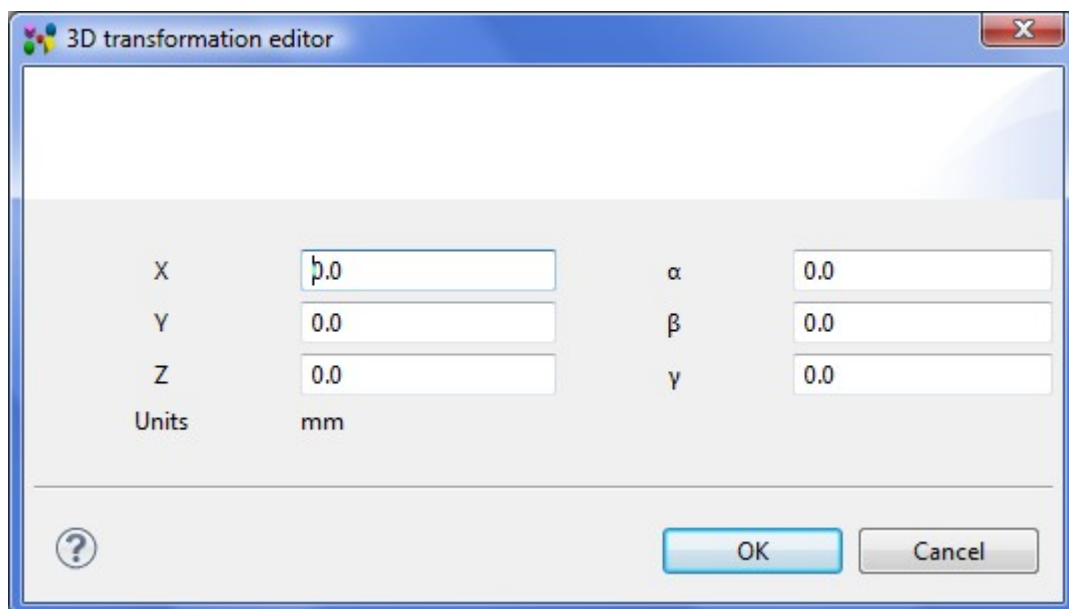 3D transformation editor
X 0.0 α 0.0
Y 0.0 β 0.0
Z 0.0 γ 0.0
Units mm
?
OK Cancel